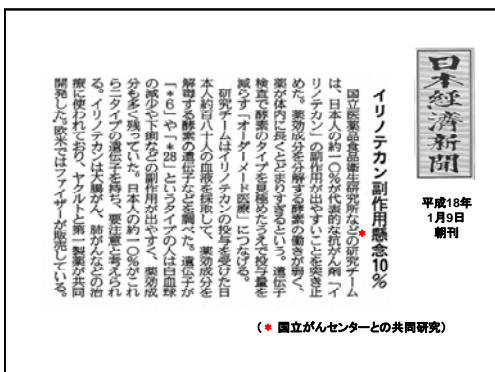 日本経済新聞
平成18年
1月9日
朝刊
イリノテカン副作用懸念10%
国立医薬品食品衛生研究所など*の研究チーム
は、日本人の約一〇%が代表的な抗がん剤「イ
リノテカン」の副作用が出やすいことを突き止
めた。薬効成分を分解する酵素の働きが弱く、
薬が体内に長くとどまりすぎるという。遺伝子
検査で酵素のタイプを見極めたうえで投与量を
減らす「オーダーメード医療」につなげる。
研究チームはイリノテカンの投与を受けた日
本人約百八十人の血液を採取して、薬効成分を
解毒する酵素の遺伝子などを調べた。遺伝子が
「*6」や「*28」というタイプの人は白血球
の減少や下痢などの副作用が出やすく、薬効成
分も多く残っていた。日本人の約一〇%がこれ
ら二タイプの遺伝子を持ち、要注意と考えられ
る。イリノテカンは大腸がん、肺がんなどの治
療に使われており、ヤクルトと第一製薬が共同
開発した。欧米ではファイザーが販売している。
(* 国立がんセンターとの共同研究)